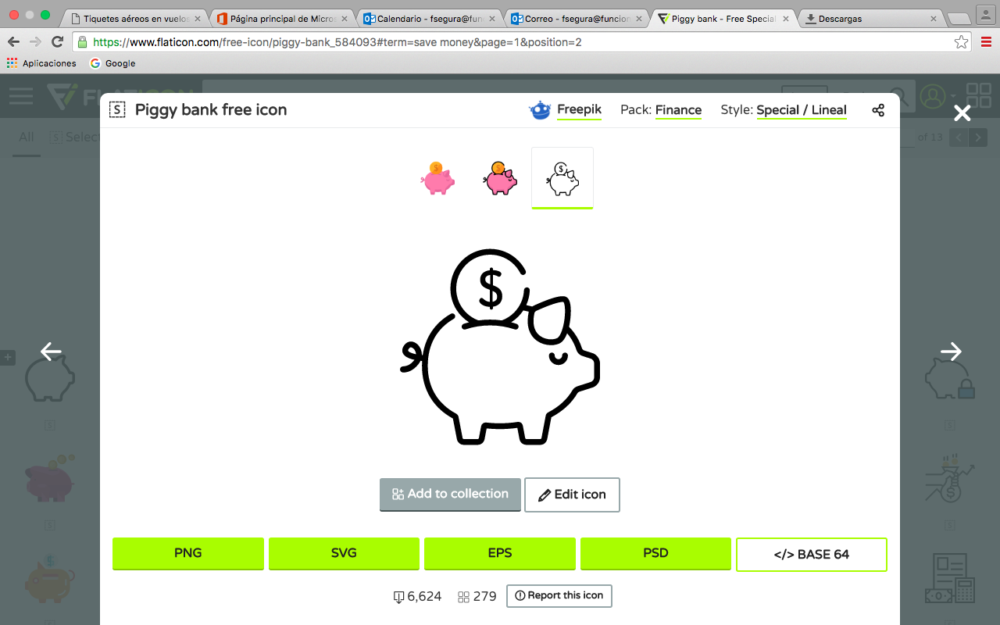 Tiquetes aéreos en vuelos
Página principal de Micros
Calendario - fsegura@func
Correo - fsegura@funcion
Piggy bank - Free Special
Descargas
https://www.flaticon.com/free-icon/piggy-bank_584093#term=save money&page=1&position=2
Aplicaciones
Google
FLATICON
S Piggy bank free icon
Freepik
Pack: Finance
Style: Special / Lineal
All
S Select
of 13
$
Add to collection
Edit icon
PNG
SVG
EPS
PSD
</> BASE 64
6,624
279
Report this icon